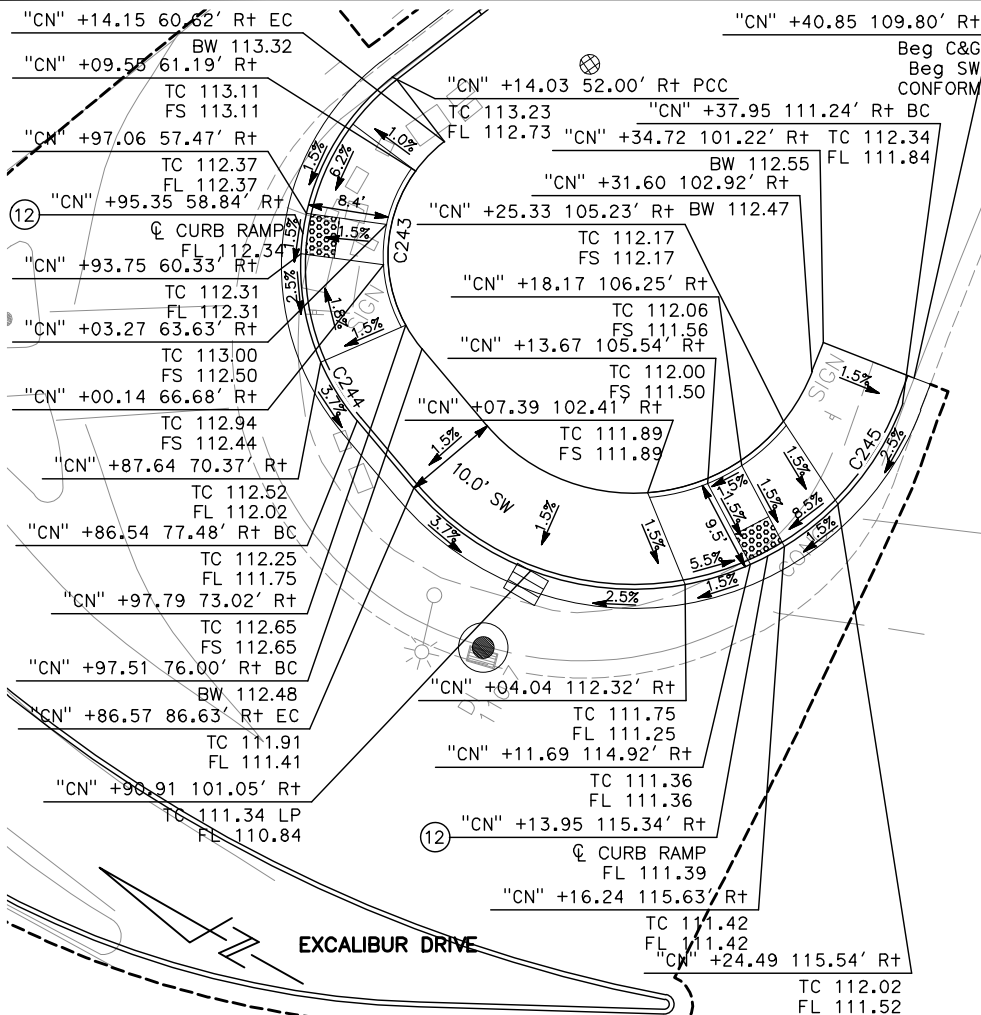 "CN" +14.15 60.62' Rt EC
BW 113.32
"CN" +09.55 61.19' Rt
TC 113.11
FS 113.11
"CN" +97.06 57.47' Rt
TC 112.37
FL 112.37
12
"CN" +95.35 58.84' Rt
℄ CURB RAMP
FL 112.34
"CN" +93.75 60.33' Rt
TC 112.31
FL 112.31
"CN" +03.27 63.63' Rt
TC 113.00
FS 112.50
"CN" +00.14 66.68' Rt
TC 112.94
FS 112.44
"CN" +87.64 70.37' Rt
TC 112.52
FL 112.02
"CN" +86.54 77.48' Rt BC
TC 112.25
FL 111.75
"CN" +97.79 73.02' Rt
TC 112.65
FS 112.65
"CN" +97.51 76.00' Rt BC
BW 112.48
"CN" +86.57 86.63' Rt EC
TC 111.91
FL 111.41
"CN" +90.91 101.05' Rt
TC 111.34 LP
FL 110.84
"CN" +40.85 109.80' Rt
Beg C&G
Beg SW
CONFORM
"CN" +14.03 52.00' Rt PCC
TC 113.23
FL 112.73
"CN" +37.95 111.24' Rt BC
TC 112.34
FL 111.84
"CN" +34.72 101.22' Rt
BW 112.55
"CN" +31.60 102.92' Rt
BW 112.47
"CN" +25.33 105.23' Rt
TC 112.17
FS 112.17
"CN" +18.17 106.25' Rt
TC 112.06
FS 111.56
"CN" +13.67 105.54' Rt
TC 112.00
FS 111.50
"CN" +07.39 102.41' Rt
TC 111.89
FS 111.89
1.0%
1.5%
6.2%
8.4'
1.5%
1.5%
2.5%
1.8%
1.5%
SIGN
C243
C244
3.7%
1.5%
10.0' SW
3.7%
1.5%
SIGN
1.5%
C245
2.5%
1.5%
8.5%
1.5%
1.5%
1.5%
1.5%
9.5'
1.5%
5.5%
1.5%
2.5%
"CN" +04.04 112.32' Rt
TC 111.75
FL 111.25
"CN" +11.69 114.92' Rt
TC 111.36
FL 111.36
12
"CN" +13.95 115.34' Rt
℄ CURB RAMP
FL 111.39
"CN" +16.24 115.63' Rt
TC 111.42
FL 111.42
"CN" +24.49 115.54' Rt
TC 112.02
FL 111.52
EXCALIBUR DRIVE